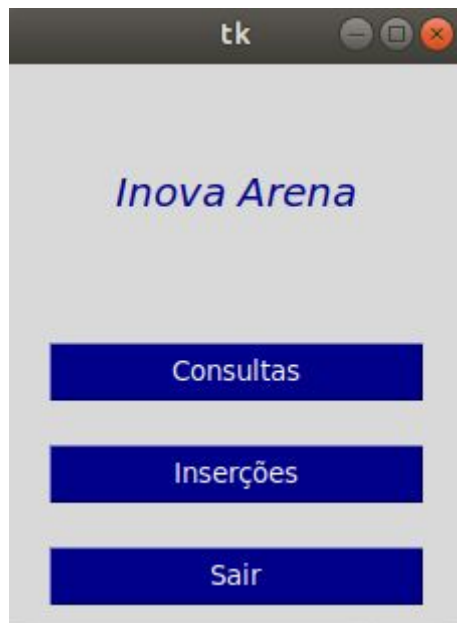 tk
Inova Arena
Consultas
Inserções
Sair